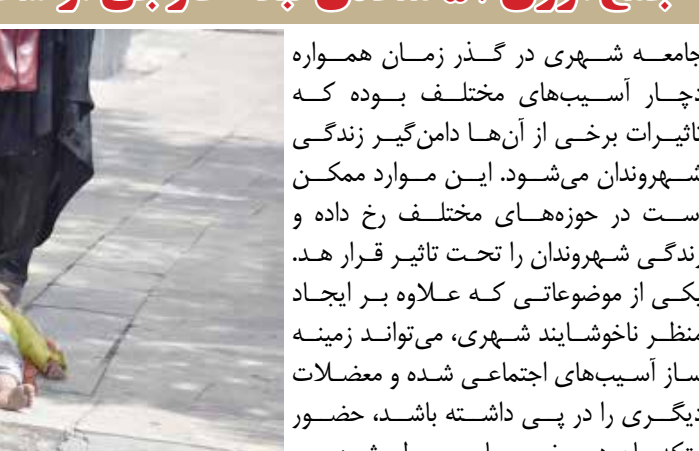 جامعه شهری در گذر زمان همواره
دچار آسیب‌های مختلف بوده که
تاثیرات برخی از آن‌ها دامن‌گیر زندگی
شهروندان می‌شود. این موارد ممکن
است در حوزه‌های مختلف رخ داده و
زندگی شهروندان را تحت تاثیر قرار هد.
یکی از موضوعاتی که علاوه بر ایجاد
منظر ناخوشایند شهری، می‌تواند زمینه
ساز آسیب‌های اجتماعی شده و معضلات
دیگری را در پی داشته باشد، حضور